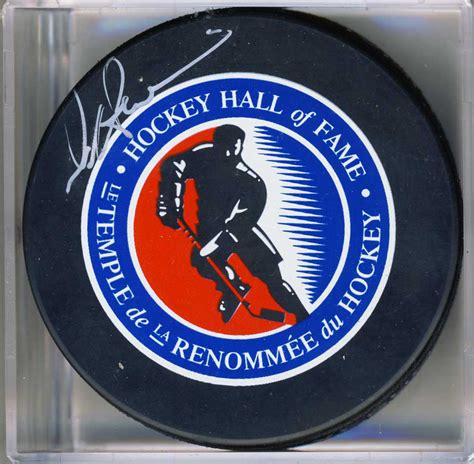 • HOCKEY HALL of FAME •
LE TEMPLE de LA RENOMMÉE du HOCKEY